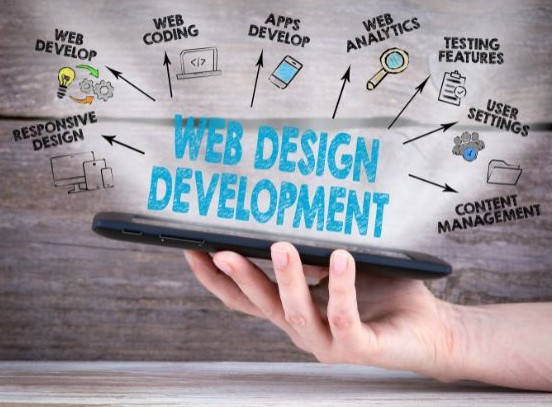 WEB
DEVELOP
WEB
CODING
APPS
DEVELOP
WEB
ANALYTICS
TESTING
FEATURES
USER
SETTINGS
RESPONSIVE
DESIGN
</>
WEB DESIGN
DEVELOPMENT
CONTENT
MANAGEMENT